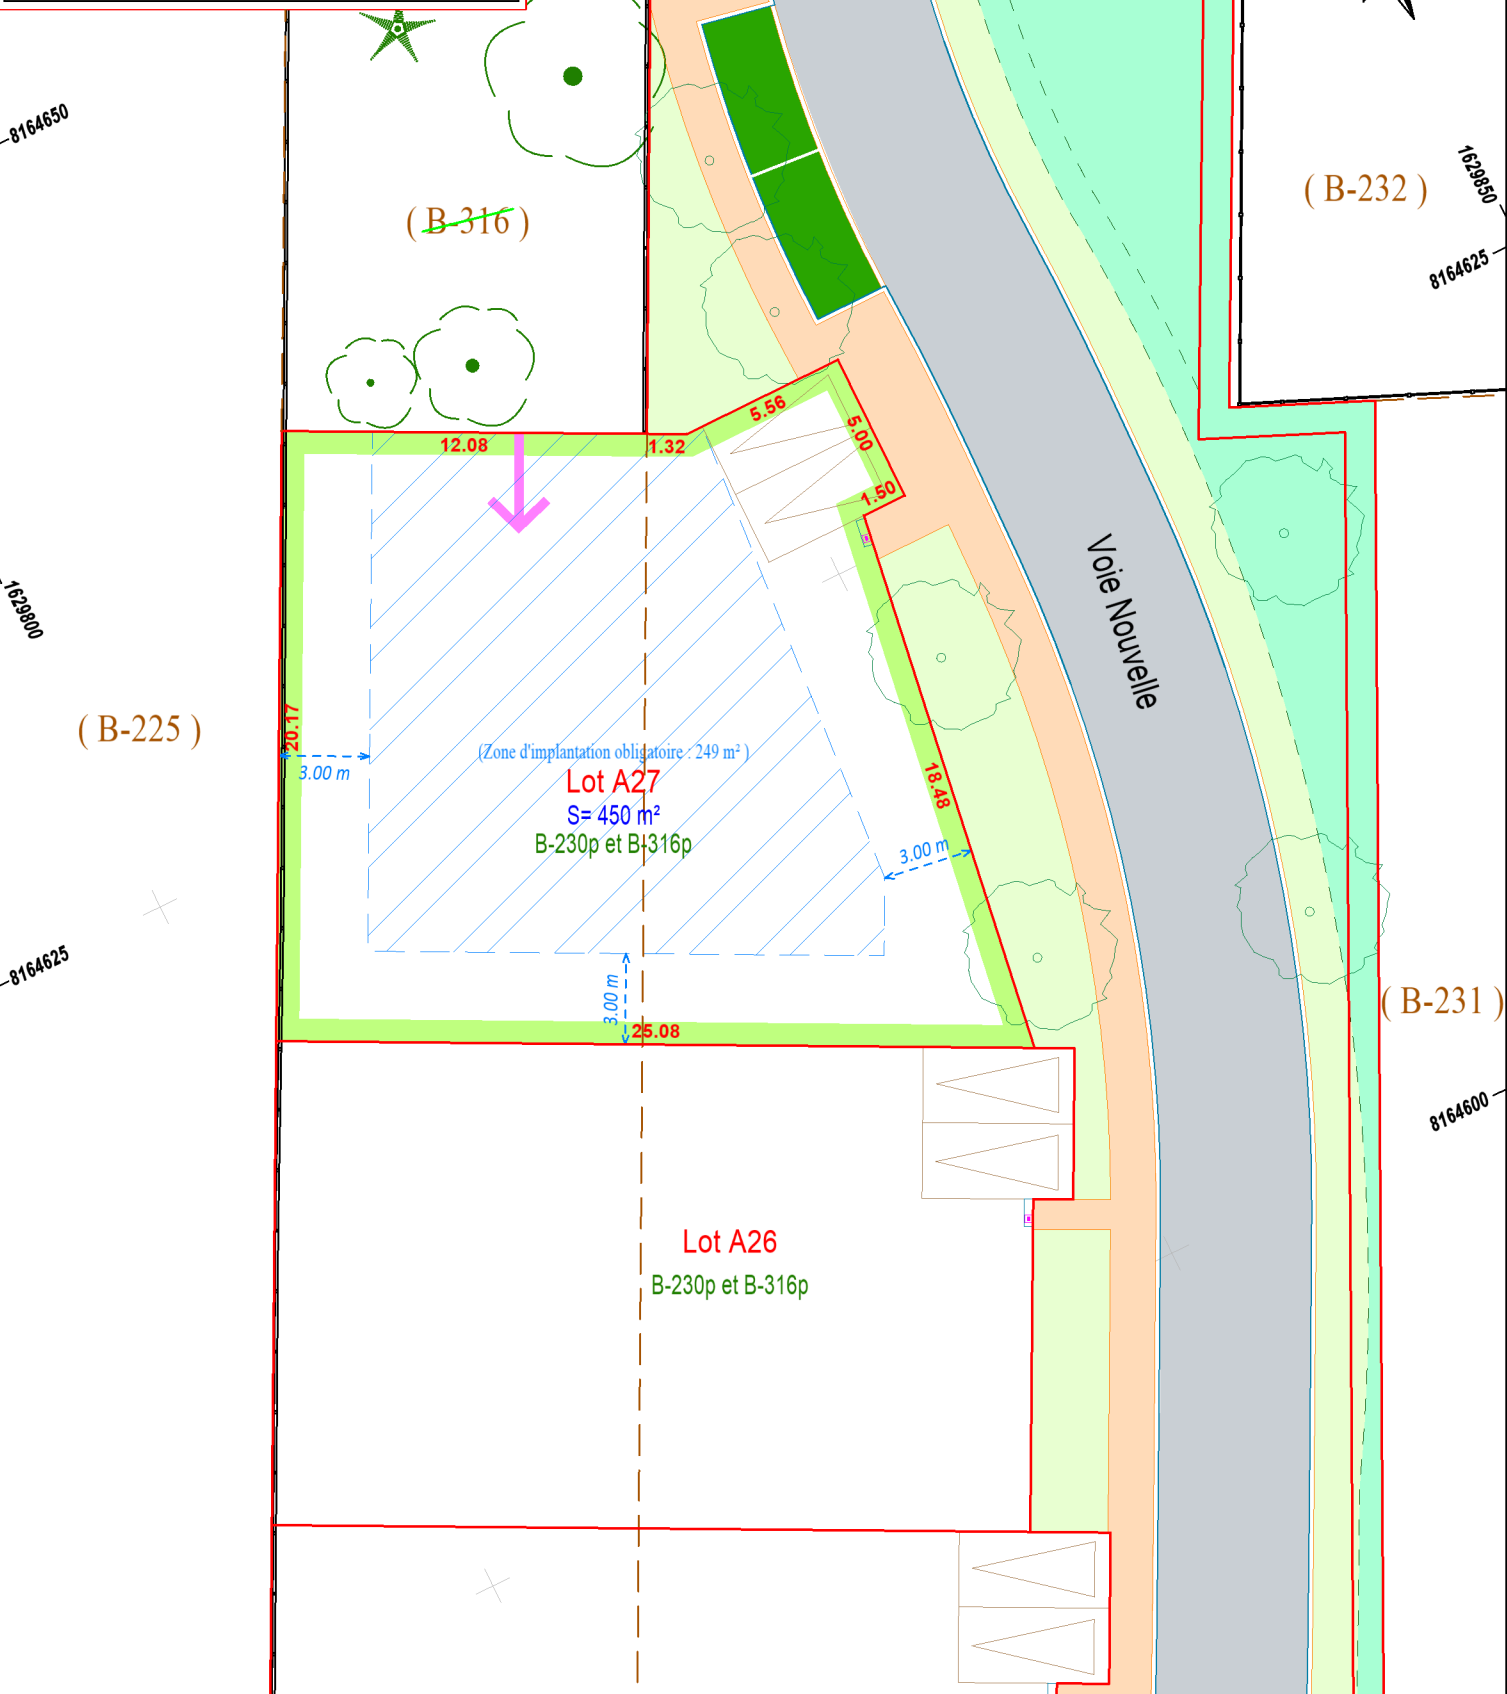 8164650
( B-316 )
( B-232 )
1629850
8164625
5.56
5.00
12.08
1.32
1.50
Voie Nouvelle
1629800
( B-225 )
20.17
3.00 m
(Zone d'implantation obligatoire : 249 m² )
Lot A27
S= 450 m²
B-230p et B-316p
18.48
3.00 m
8164625
3.00 m
25.08
( B-231 )
8164600
Lot A26
B-230p et B-316p